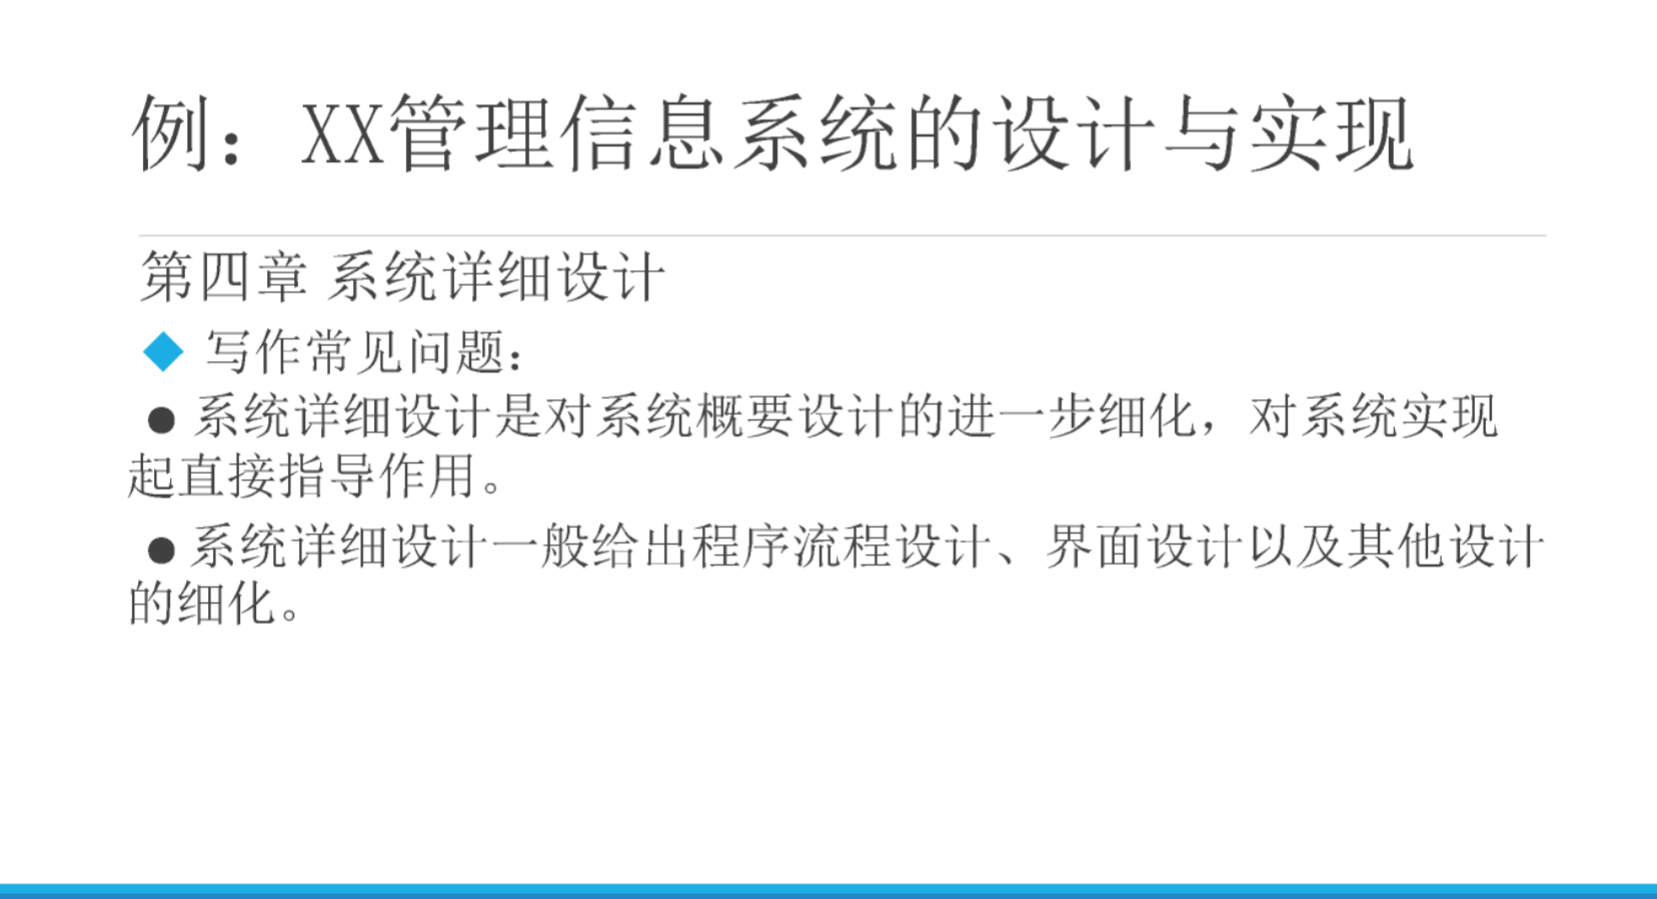 例：XX管理信息系统的设计与实现
第四章 系统详细设计
◆ 写作常见问题：
● 系统详细设计是对系统概要设计的进一步细化，对系统实现
起直接指导作用。
● 系统详细设计一般给出程序流程设计、界面设计以及其他设计
的细化。